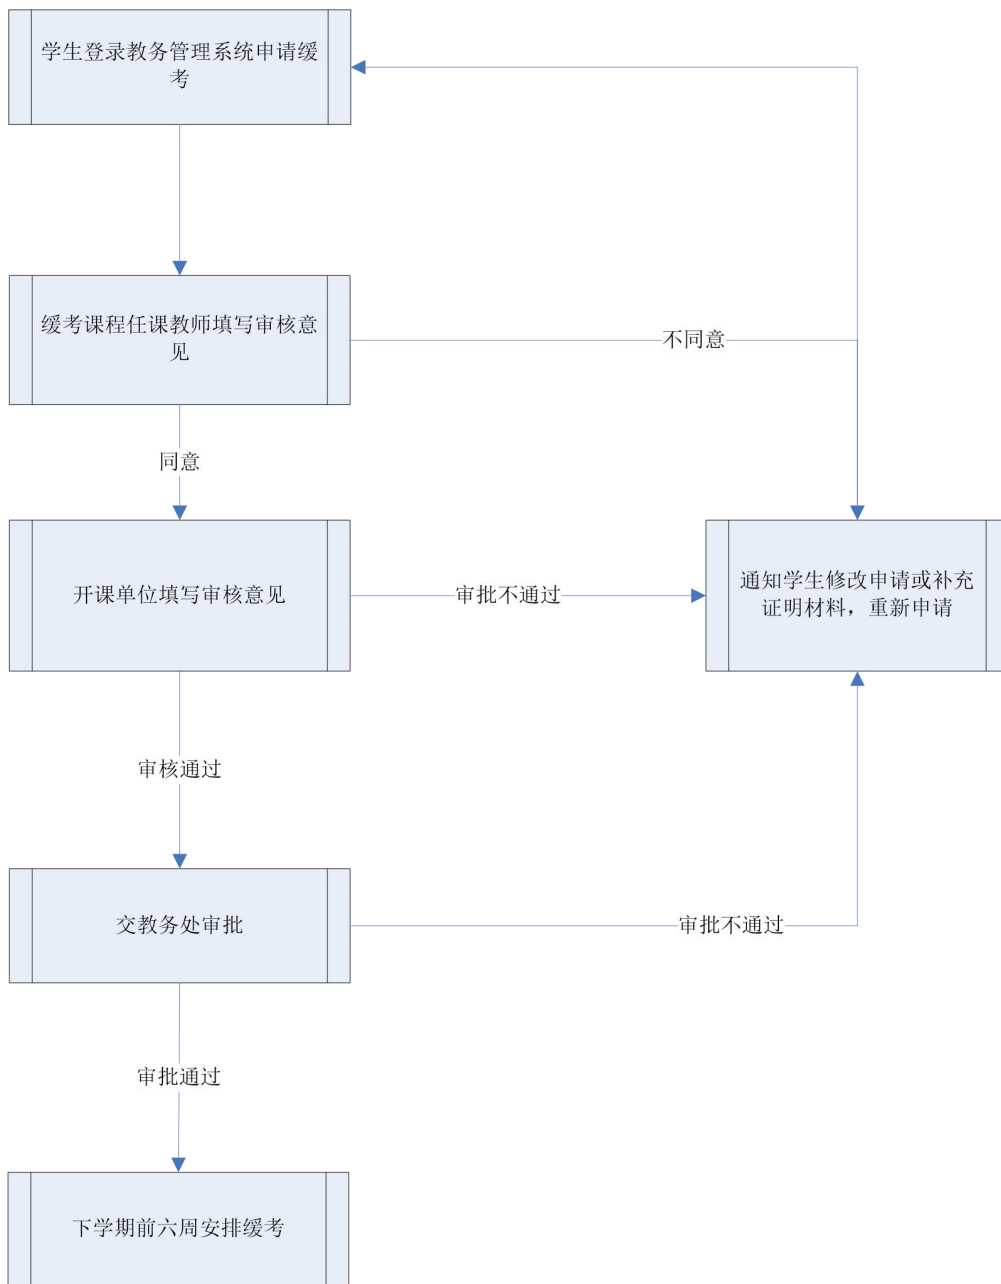 学生登录教务管理系统申请缓
考
缓考课程任课教师填写审核意
见
不同意
同意
开课单位填写审核意见
审批不通过
通知学生修改申请或补充
证明材料，重新申请
审核通过
交教务处审批
审批不通过
审批通过
下学期前六周安排缓考